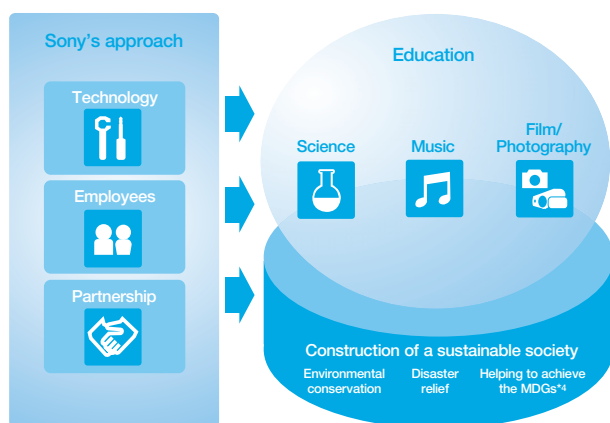 Sony's approach
Technology
Employees
Partnership
Education
Science
Music
Film/
Photography
Construction of a sustainable society
Environmental
conservation
Disaster
relief
Helping to achieve
the MDGs*4